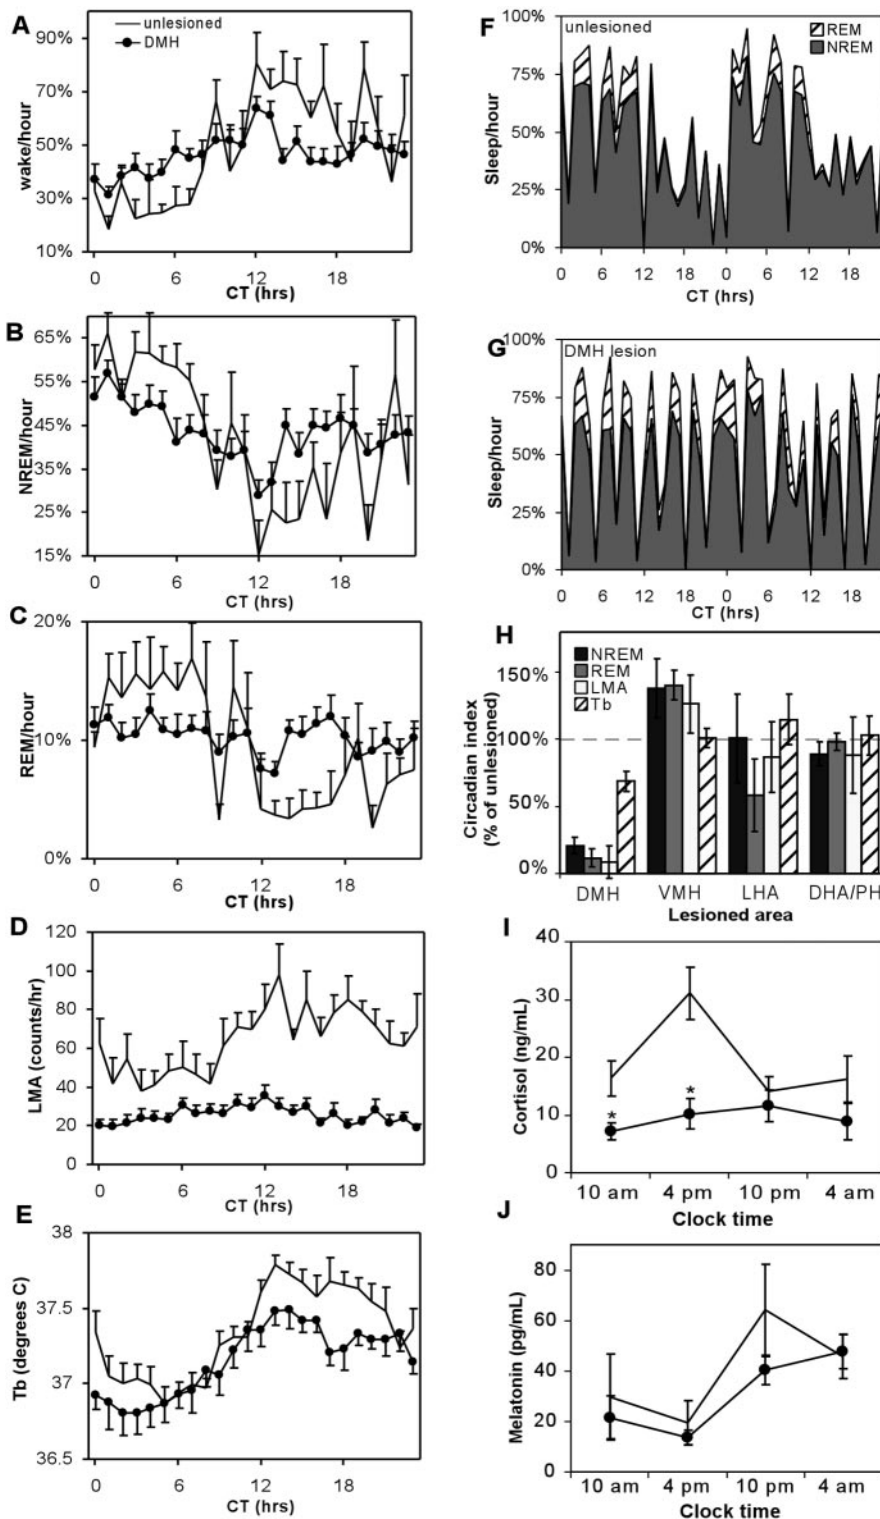 A
90%
70%
50%
30%
10%
wake/hour
unlesioned
DMH
0 6 12 18
CT (hrs)
B
65%
55%
45%
35%
25%
15%
NREM/hour
0 6 12 18
CT (hrs)
C
20%
10%
0%
REM/hour
0 6 12 18
CT (hrs)
D
120
100
80
60
40
20
0
LMA (counts/hr)
0 6 12 18
CT (hrs)
E
38
37.5
37
36.5
Tb (degrees C)
0 6 12 18
CT (hrs)
F
100%
75%
50%
25%
0%
Sleep/hour
unlesioned
REM
NREM
0 6 12 18 0 6 12 18
CT (hrs)
G
100%
75%
50%
25%
0%
Sleep/hour
DMH lesion
0 6 12 18 0 6 12 18
CT (hrs)
H
150%
100%
50%
0%
Circadian index
(% of unlesioned)
NREM
REM
LMA
Tb
DMH VMH LHA DHA/PH
Lesioned area
I
40
30
20
10
0
Cortisol (ng/mL)
* *
10 am 4 pm 10 pm 4 am
Clock time
J
80
60
40
20
0
Melatonin (pg/mL)
10 am 4 pm 10 pm 4 am
Clock time